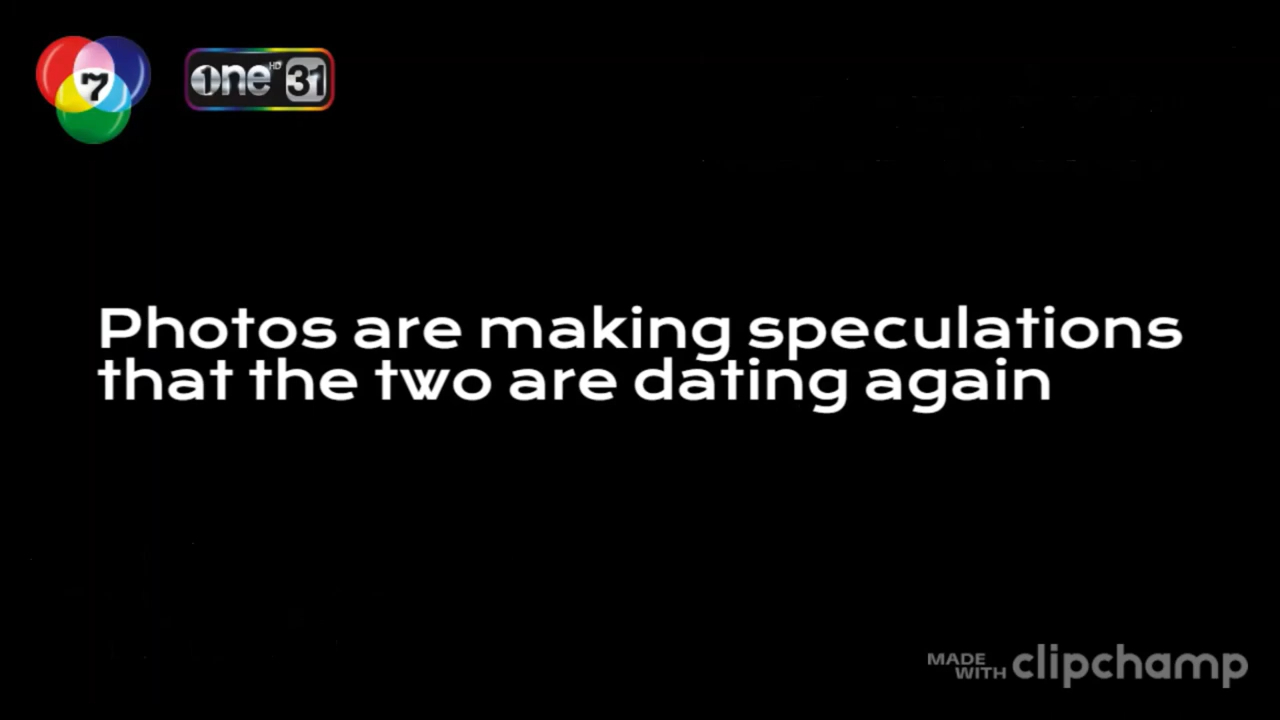 7
one HD 31
Photos are making speculations
that the two are dating again
MADE
WITH clipchamp